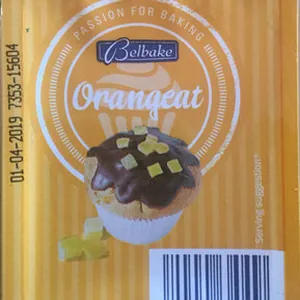 PASSION FOR BAKING
Belbake
Orangeat
01-04-2019 7353-15604
Serving suggestion